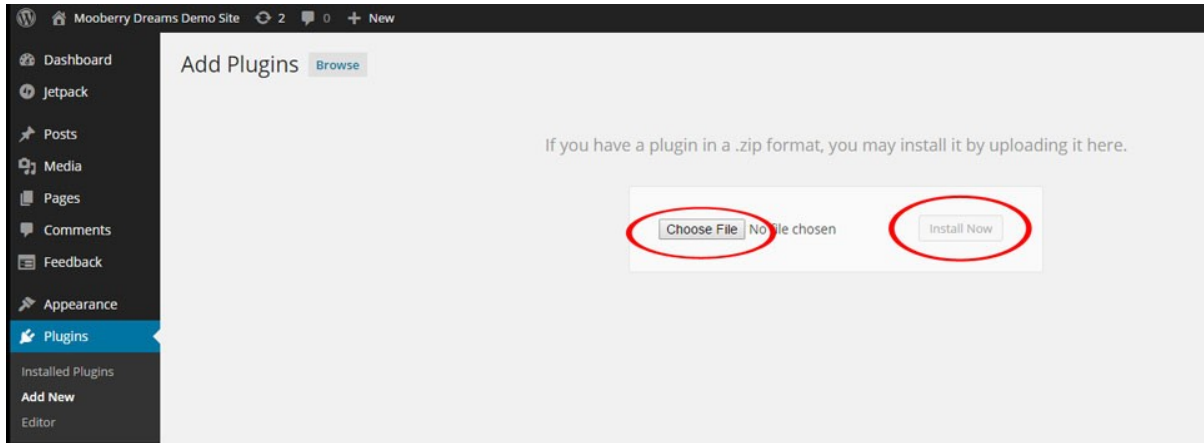 Mooberry Dreams Demo Site 2 0 + New
Dashboard
Jetpack
Posts
Media
Pages
Comments
Feedback
Appearance
Plugins
Installed Plugins
Add New
Editor
Add Plugins Browse
If you have a plugin in a .zip format, you may install it by uploading it here.
Choose File No file chosen Install Now